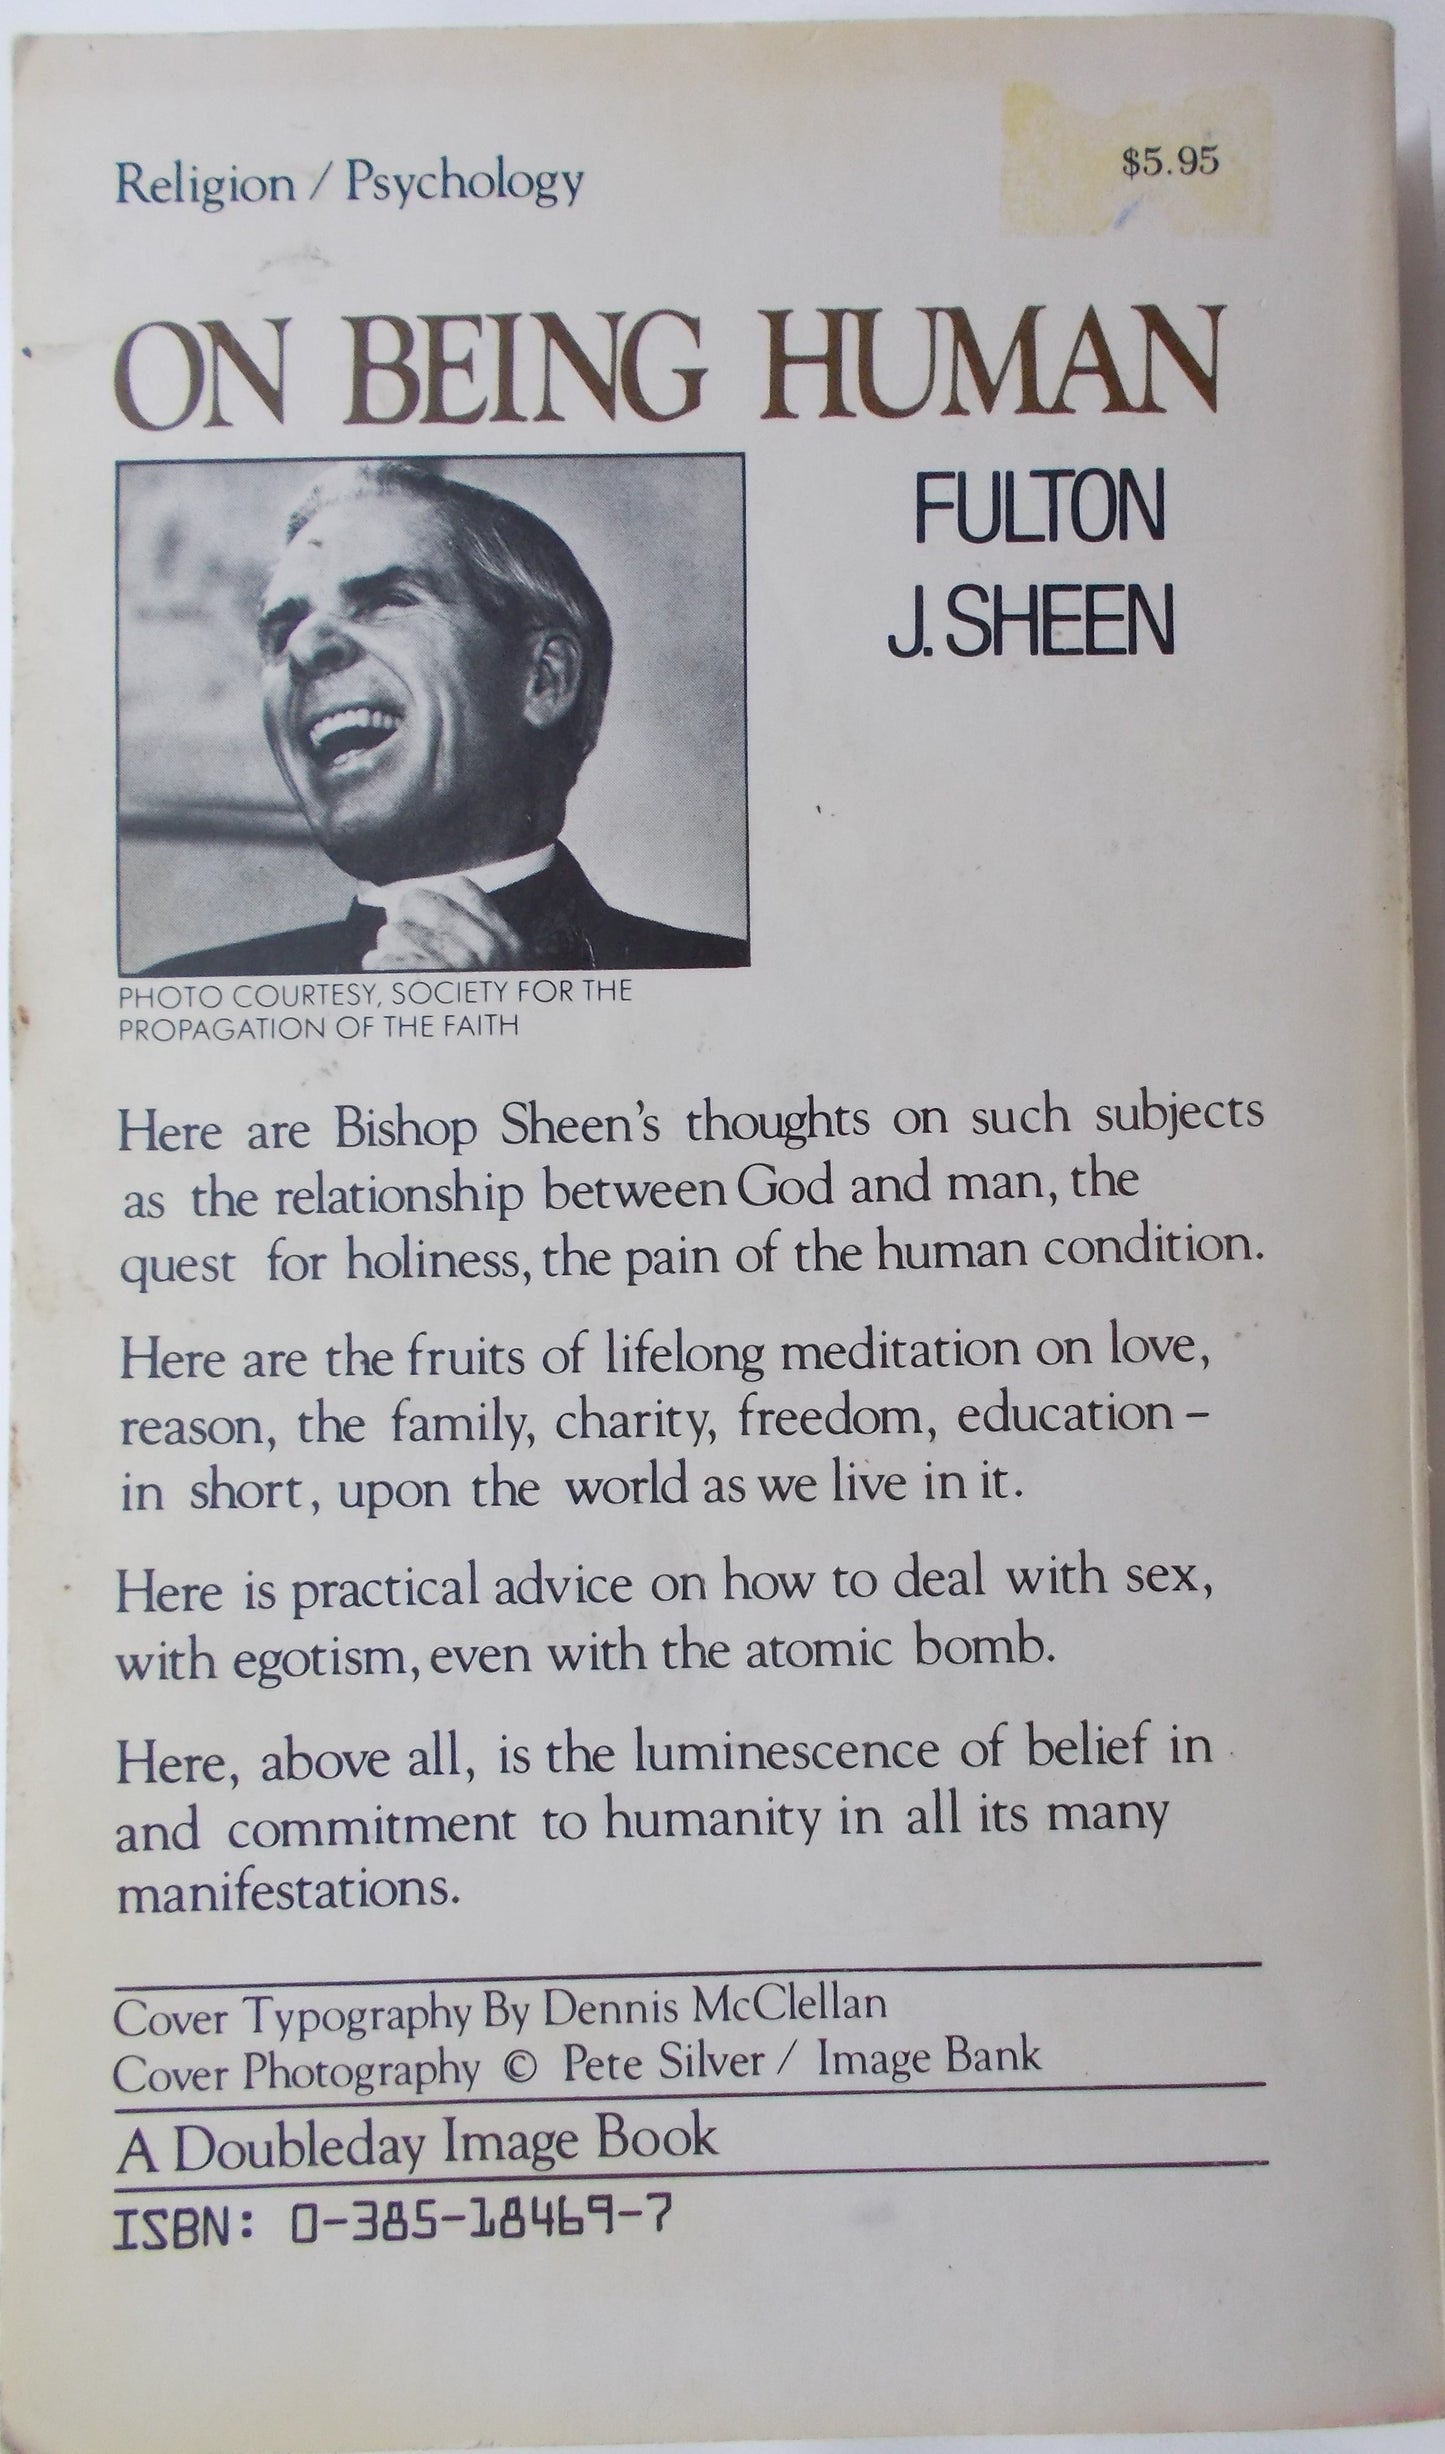 Religion / Psychology
$5.95
ON BEING HUMAN
FULTON
J. SHEEN
PHOTO COURTESY, SOCIETY FOR THE
PROPAGATION OF THE FAITH
Here are Bishop Sheen's thoughts on such subjects
as the relationship between God and man, the
quest for holiness, the pain of the human condition.
Here are the fruits of lifelong meditation on love,
reason, the family, charity, freedom, education –
in short, upon the world as we live in it.
Here is practical advice on how to deal with sex,
with egotism, even with the atomic bomb.
Here, above all, is the luminescence of belief in
and commitment to humanity in all its many
manifestations.
Cover Typography By Dennis McClellan
Cover Photography © Pete Silver / Image Bank
A Doubleday Image Book
ISBN: 0-385-18469-7